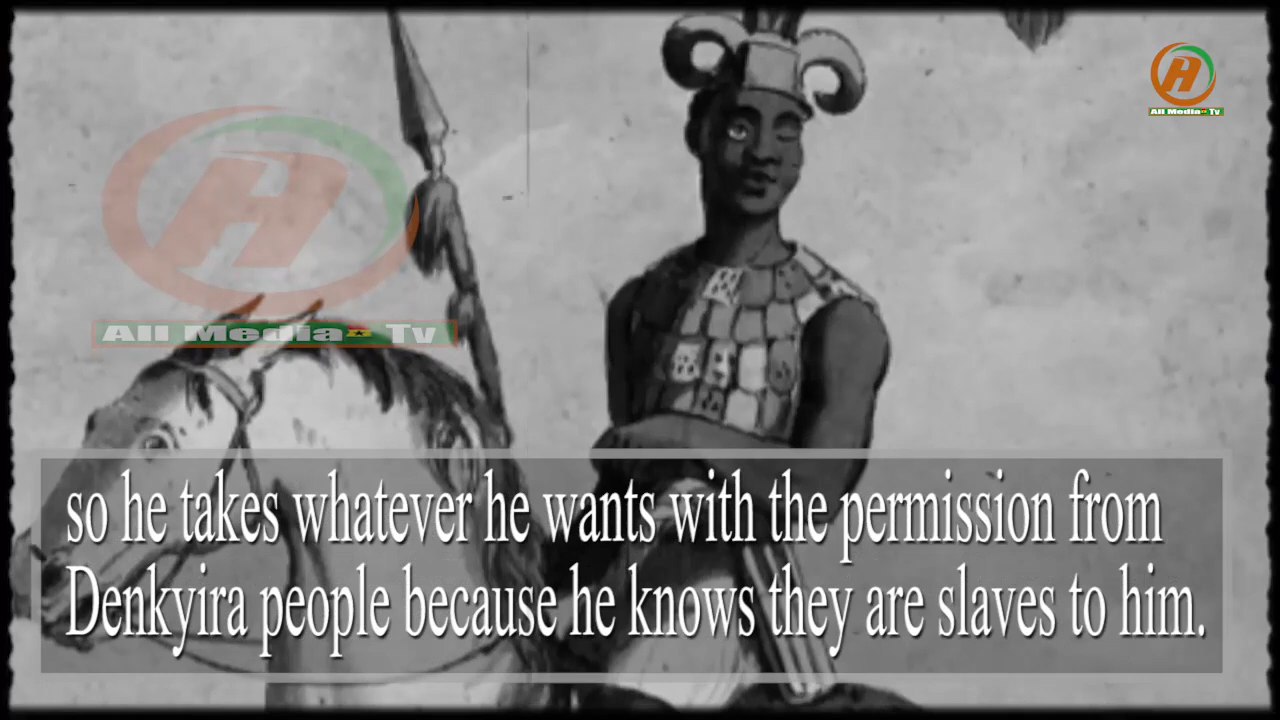 All Media Tv
All Media Tv
so he takes whatever he wants with the permission from
Denkyira people because he knows they are slaves to him.